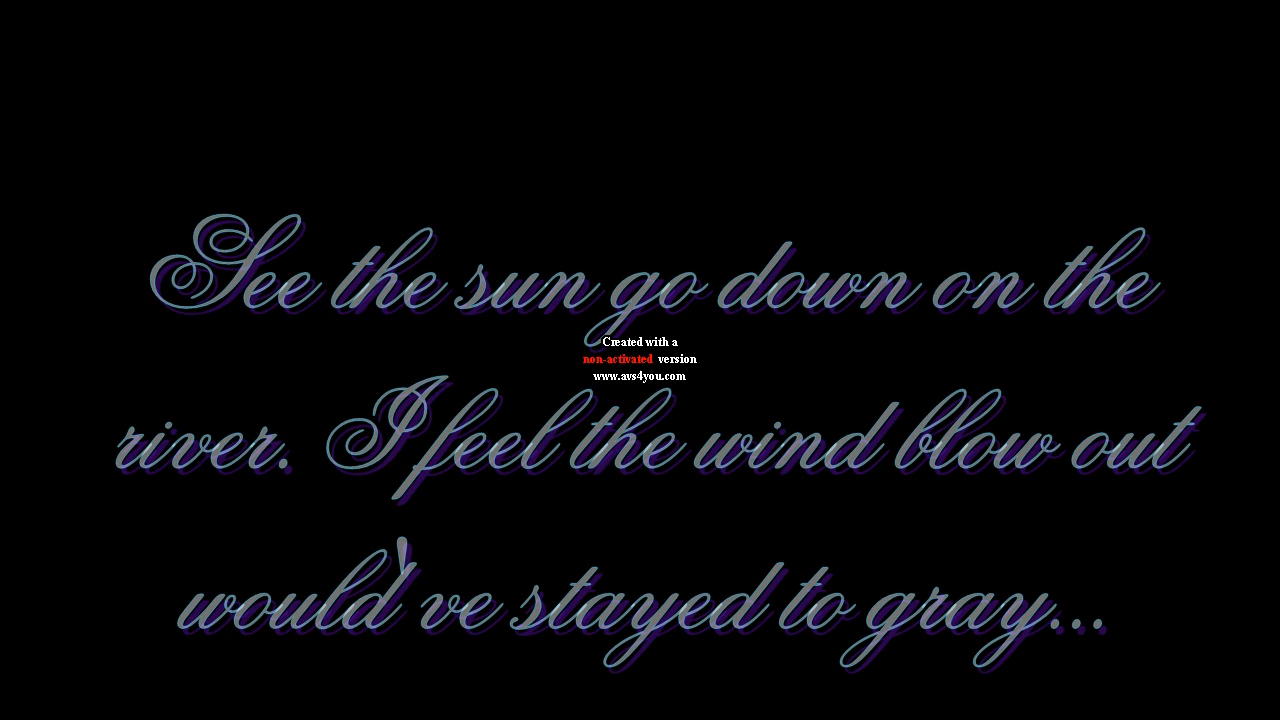 See the sun go down on the
Created with a
non-activated version
www.avs4you.com
river. I feel the wind blow out
would`ve stayed to gray...